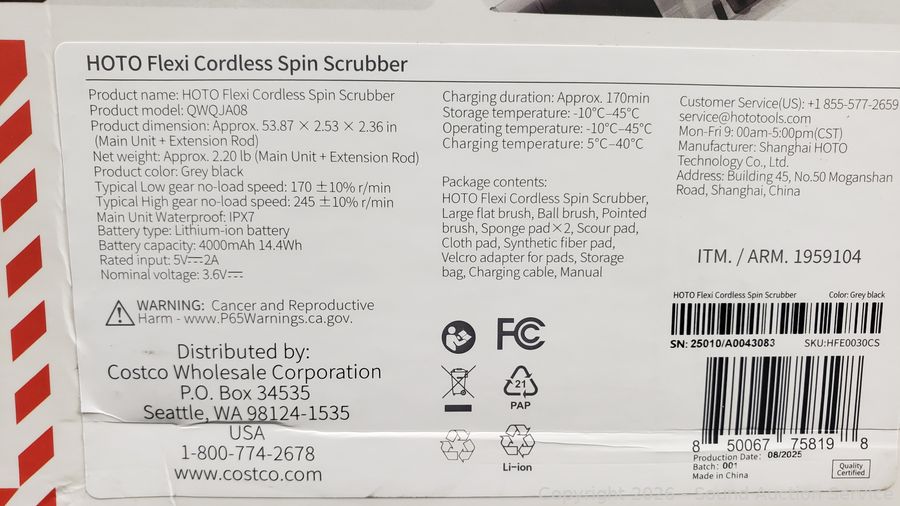 HOTO Flexi Cordless Spin Scrubber
Product name: HOTO Flexi Cordless Spin Scrubber
Product model: QWQJA08
Product dimension: Approx. 53.87 × 2.53 × 2.36 in
(Main Unit + Extension Rod)
Net weight: Approx. 2.20 lb (Main Unit + Extension Rod)
Product color: Grey black
Typical Low gear no-load speed: 170 ±10% r/min
Typical High gear no-load speed: 245 ±10% r/min
Main Unit Waterproof: IPX7
Battery type: Lithium-ion battery
Battery capacity: 4000mAh 14.4Wh
Rated input: 5V⎓2A
Nominal voltage: 3.6V⎓
WARNING: Cancer and Reproductive
Harm - www.P65Warnings.ca.gov.
Distributed by:
Costco Wholesale Corporation
P.O. Box 34535
Seattle, WA 98124-1535
USA
1-800-774-2678
www.costco.com
Charging duration: Approx. 170min
Storage temperature: -10°C–45°C
Operating temperature: -10°C–45°C
Charging temperature: 5°C–40°C
Package contents:
HOTO Flexi Cordless Spin Scrubber,
Large flat brush, Ball brush, Pointed
brush, Sponge pad×2, Scour pad,
Cloth pad, Synthetic fiber pad,
Velcro adapter for pads, Storage
bag, Charging cable, Manual
FC
21
PAP
Li-ion
Customer Service(US): +1 855-577-2659
service@hototools.com
Mon-Fri 9: 00am-5:00pm(CST)
Manufacturer: Shanghai HOTO
Technology Co., Ltd.
Address: Building 45, No.50 Moganshan
Road, Shanghai, China
ITM. / ARM. 1959104
HOTO Flexi Cordless Spin Scrubber Color: Grey black
SN: 25010/A0043083 SKU:HFE0030CS
8 50067 75819 8
Production Date: 08/2025
Batch: 001
Made in China
Quality
Certified
Copyright 2026 - Sound Auction Service